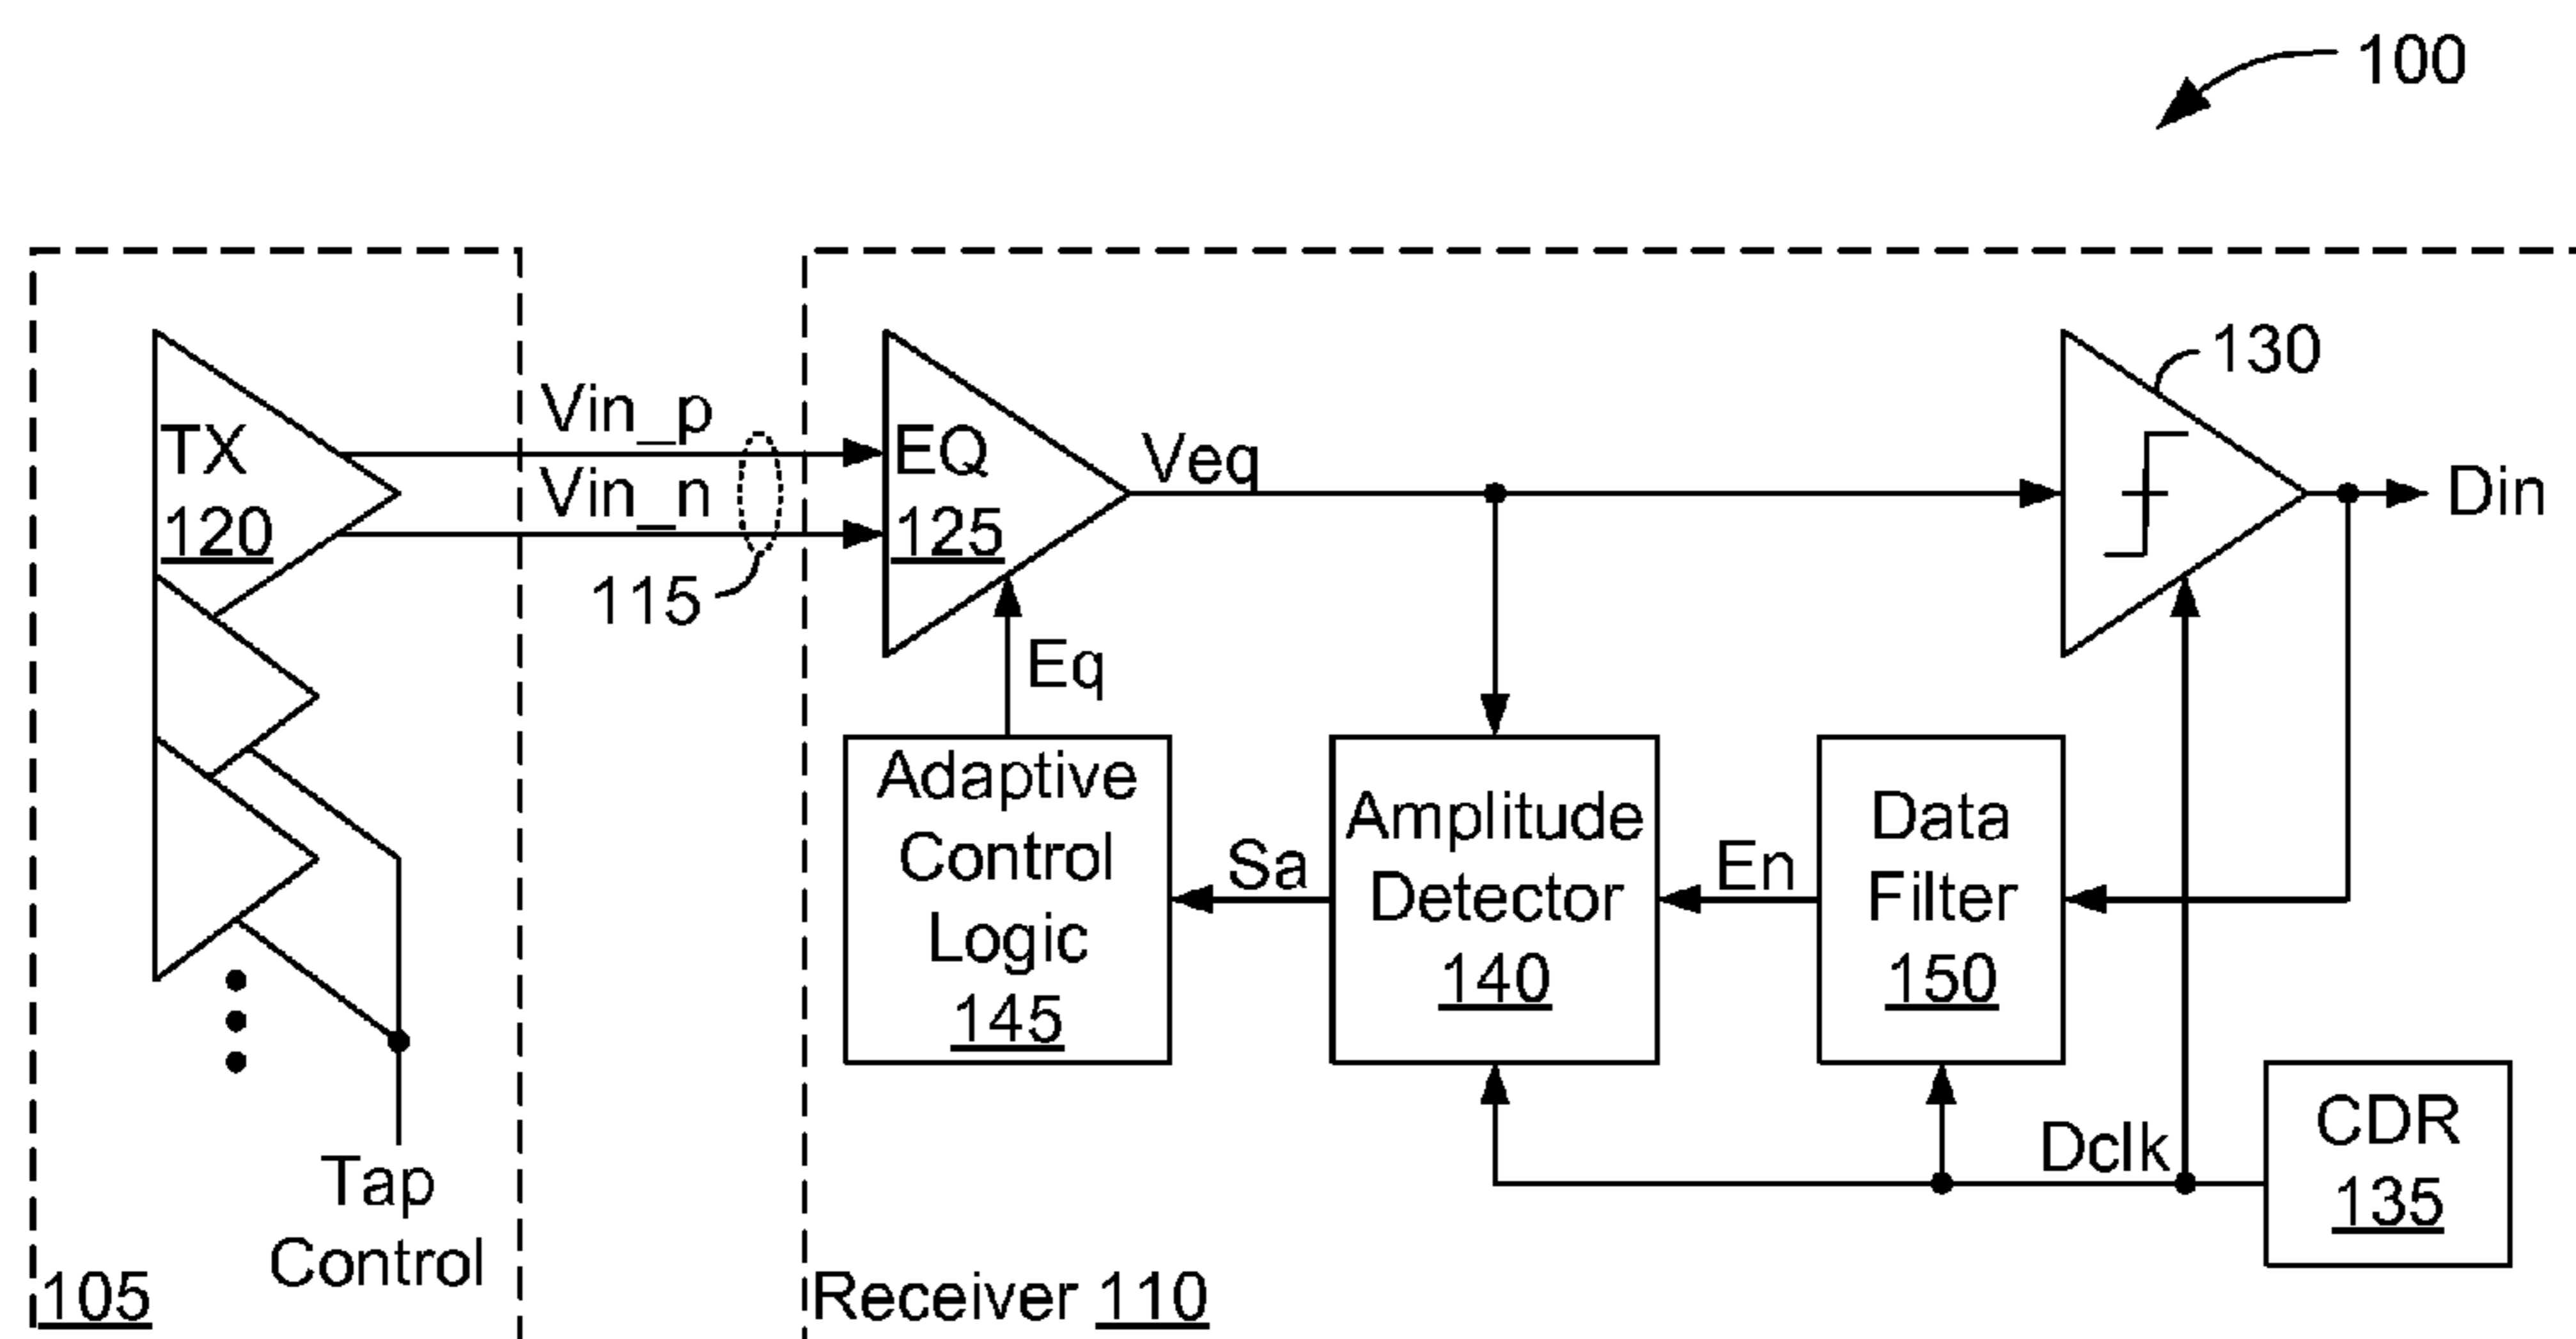 100
130
Vin_p
TX
EQ
Veq
Vin_n
Din
120
125
115
Eq
Adaptive
Control
Logic
145
Sa
Amplitude
Detector
140
En
Data
Filter
150
Dclk
CDR
135
Tap
Control
105
Receiver 110